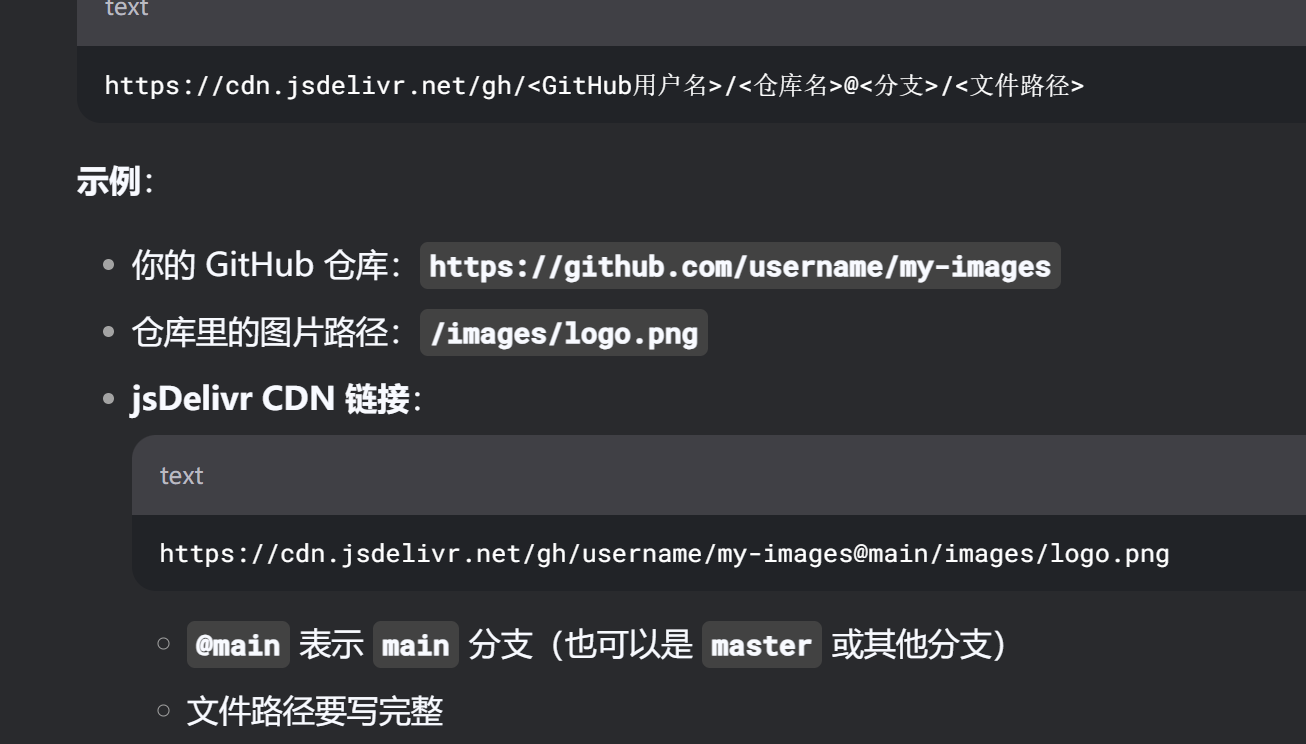 text
https://cdn.jsdelivr.net/gh/<GitHub用户名>/<仓库名>@<分支>/<文件路径>
示例：
你的 GitHub 仓库：https://github.com/username/my-images
仓库里的图片路径：/images/logo.png
jsDelivr CDN 链接：
text
https://cdn.jsdelivr.net/gh/username/my-images@main/images/logo.png
@main 表示 main 分支（也可以是 master 或其他分支）
文件路径要写完整